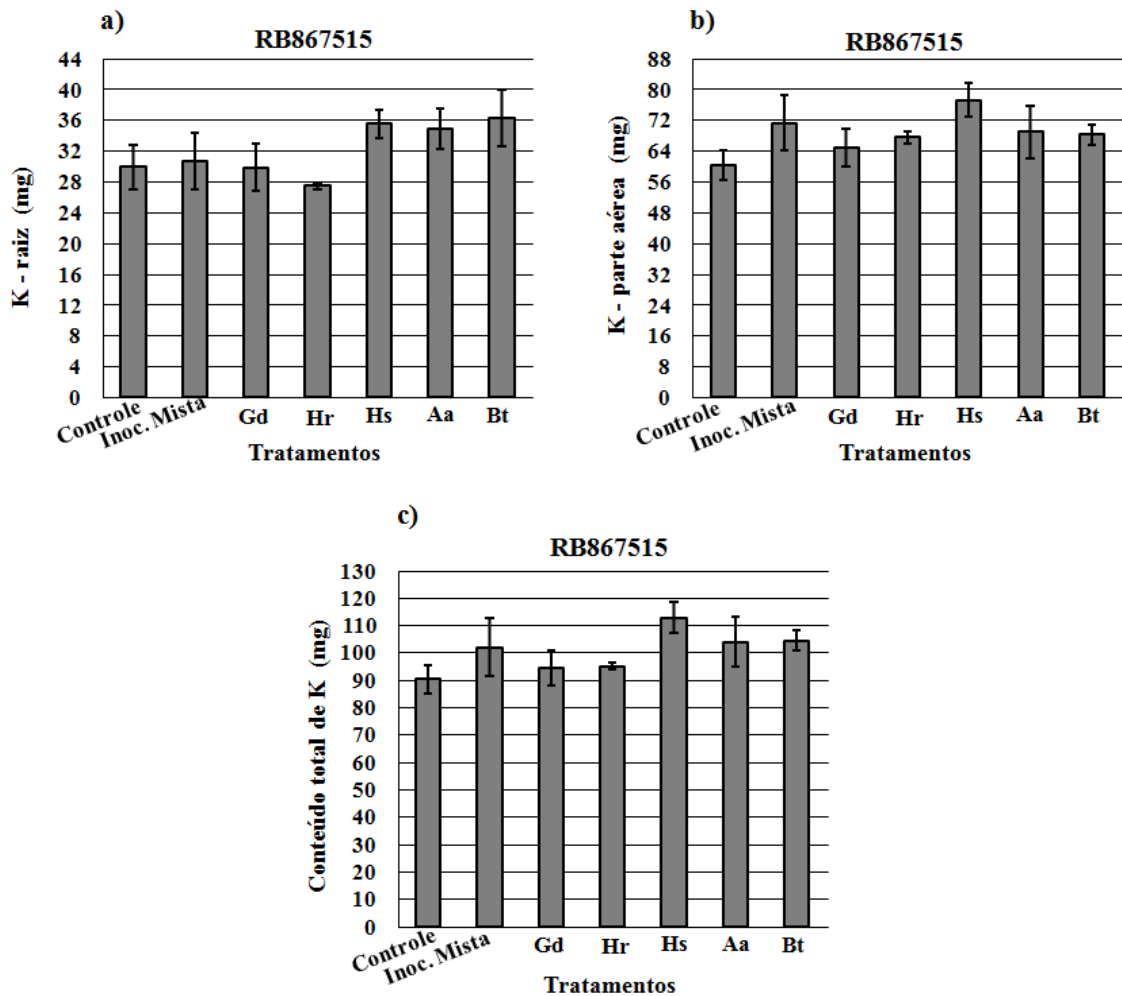 a)
RB867515
44
40
36
32
28
24
20
16
12
8
4
0
K - raiz (mg)
Controle
Inoc. Mista
Gd
Hr
Hs
Aa
Bt
Tratamentos
b)
RB867515
88
80
72
64
56
48
40
32
24
16
8
0
K - parte aérea (mg)
Controle
Inoc. Mista
Gd
Hr
Hs
Aa
Bt
Tratamentos
c)
RB867515
130
120
110
100
90
80
70
60
50
40
30
20
10
0
Conteúdo total de K (mg)
Controle
Inoc. Mista
Gd
Hr
Hs
Aa
Bt
Tratamentos